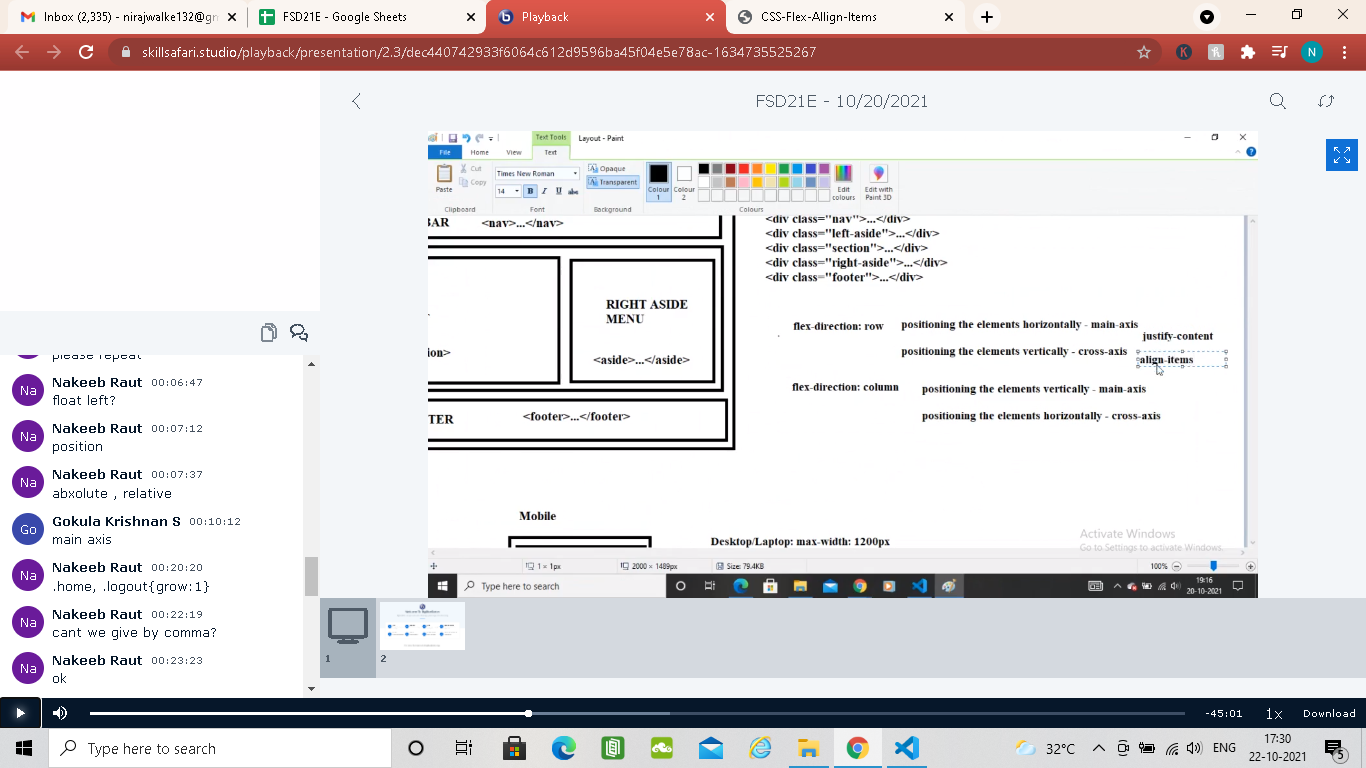 Inbox (2,335) - nirajwalke132@gn
FSD21E - Google Sheets
Playback
CSS-Flex-Allign-Items
skillsafari.studio/playback/presentation/2.3/dec440742933f6064c612d9596ba45f04e5e78ac-1634735525267
N
FSD21E - 10/20/2021
please repeat
Na
Nakeeb Raut 00:06:47
float left?
Na
Nakeeb Raut 00:07:12
position
Na
Nakeeb Raut 00:07:37
abxolute , relative
Go
Gokula Krishnan S 00:10:12
main axis
Na
Nakeeb Raut 00:20:20
.home, .logout{grow:1}
Na
Nakeeb Raut 00:22:19
cant we give by comma?
Na
Nakeeb Raut 00:23:23
ok
Text Tools
Layout - Paint
File Home View Text
Paste
Cut
Copy
Clipboard
Times New Roman
14 B I U abc
Font
Opaque
Transparent
Background
Colour 1
Colour 2
Edit colours
Colours
Edit with Paint 3D
BAR <nav>...</nav>
RIGHT ASIDE
MENU
ion>
<aside>...</aside>
TER <footer>...</footer>
<div class="nav">...</div>
<div class="left-aside">...</div>
<div class="section">...</div>
<div class="right-aside">...</div>
<div class="footer">...</div>
flex-direction: row positioning the elements horizontally - main-axis
justify-content
positioning the elements vertically - cross-axis
align-items
flex-direction: column positioning the elements vertically - main-axis
positioning the elements horizontally - cross-axis
Mobile
Desktop/Laptop: max-width: 1200px
Activate Windows
Go to Settings to activate Windows.
1 × 1px
2000 × 1489px
Size: 79.4KB
100%
Type here to search
19:16
20-10-2021
1
2
-45:01
1x
Download
Type here to search
32°C
ENG
17:30
22-10-2021
5